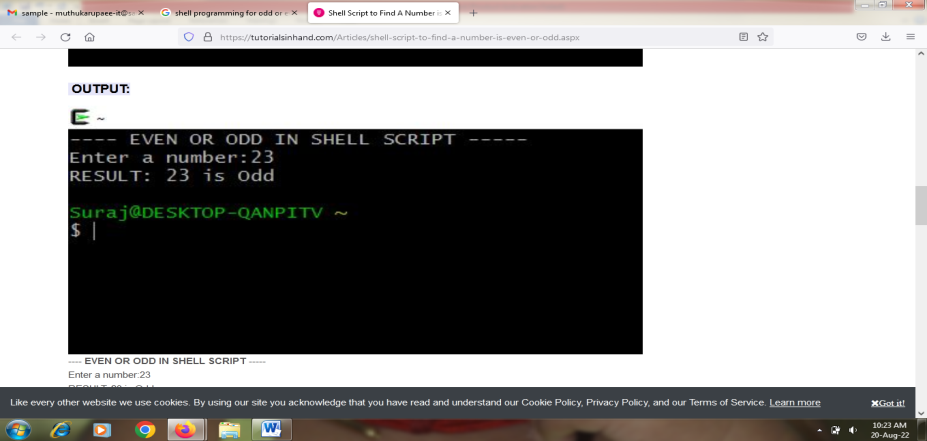 sample - muthukarupaee-it@s
shell programming for odd or e
Shell Script to Find A Number i
https://tutorialsinhand.com/Articles/shell-script-to-find-a-number-is-even-or-odd.aspx
OUTPUT:
~
---- EVEN OR ODD IN SHELL SCRIPT -----
Enter a number:23
RESULT: 23 is Odd
Suraj@DESKTOP-QANPITV ~
$
---- EVEN OR ODD IN SHELL SCRIPT -----
Enter a number:23
RESULT: 23 is Odd
Like every other website we use cookies. By using our site you acknowledge that you have read and understand our Cookie Policy, Privacy Policy, and our Terms of Service. Learn more
✖Got it!
10:23 AM
20-Aug-22